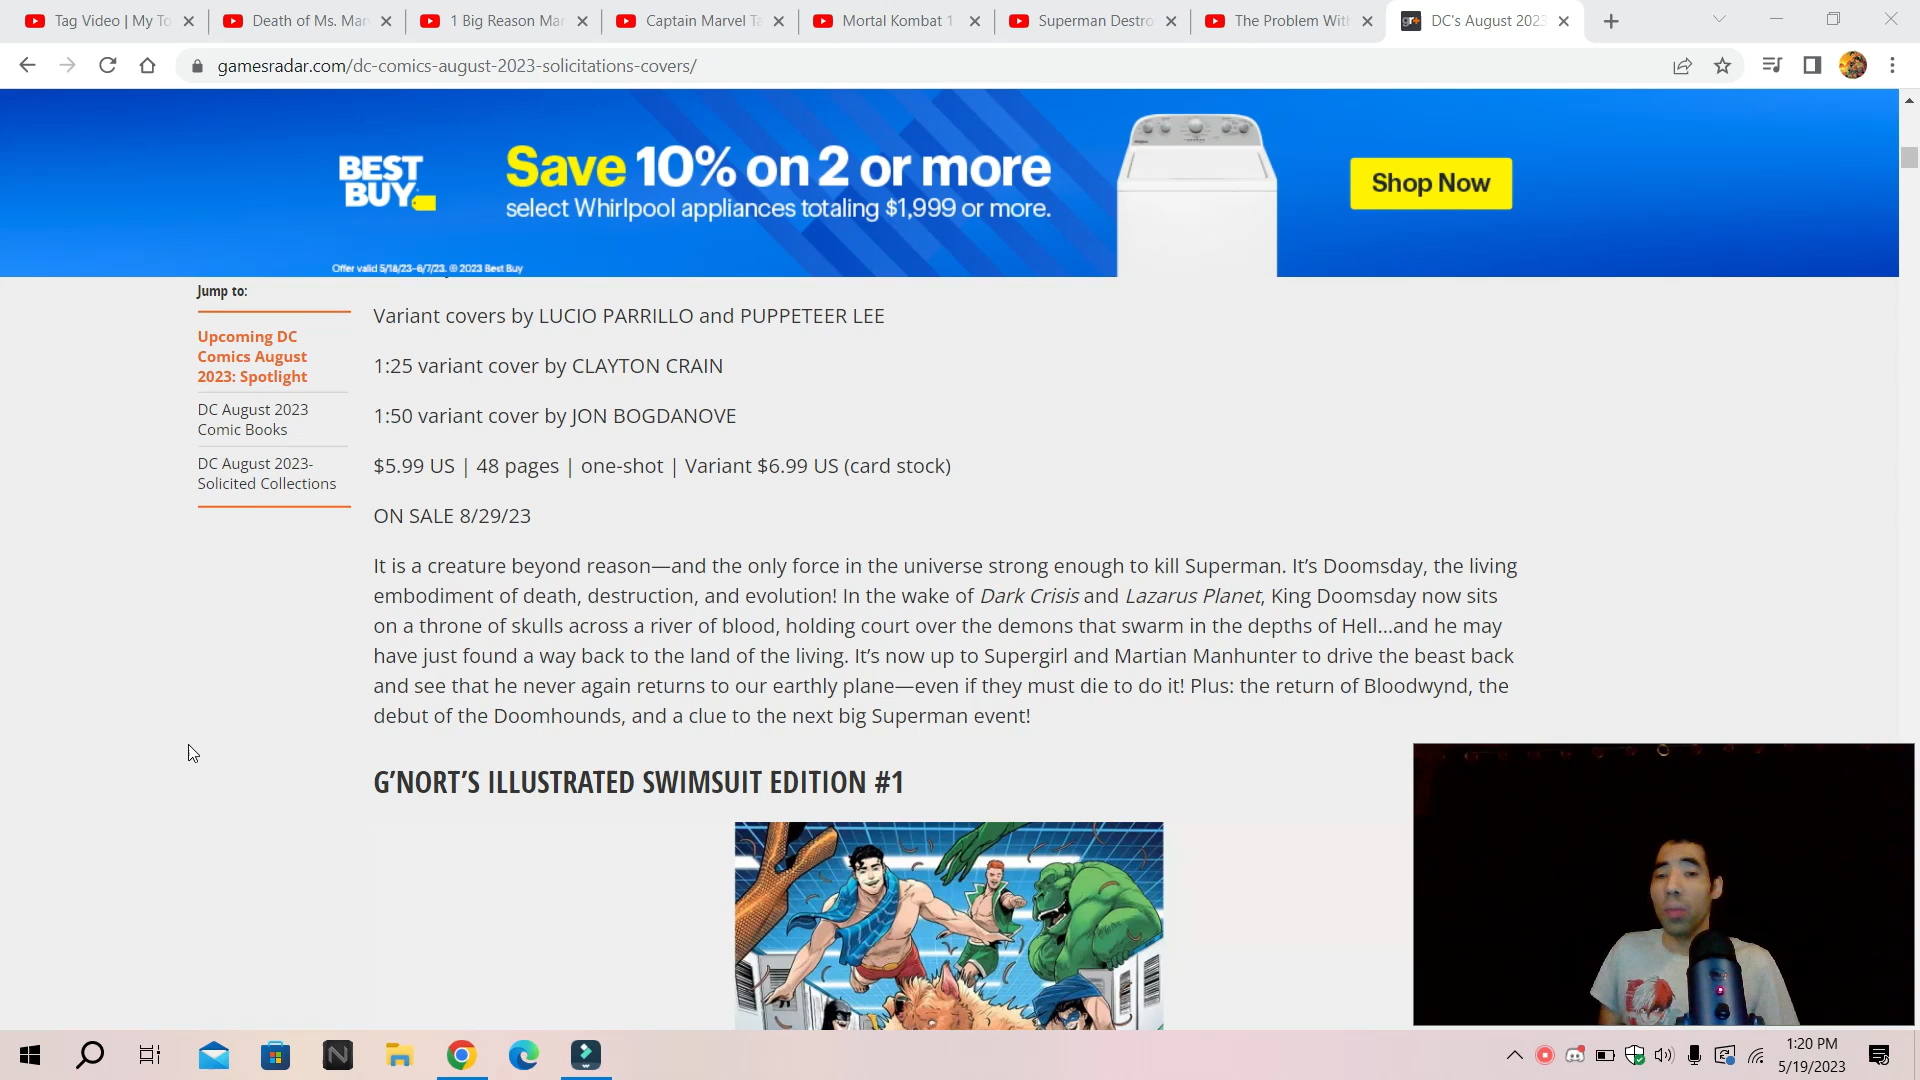 Tag Video | My To
Death of Ms. Mar
1 Big Reason Mar
Captain Marvel Ta
Mortal Kombat 1
Superman Destro
The Problem With
DC's August 2023
gamesradar.com/dc-comics-august-2023-solicitations-covers/
BEST BUY
Save 10% on 2 or more
select Whirlpool appliances totaling $1,999 or more.
Shop Now
Offer valid 5/18/23–6/7/23. © 2023 Best Buy
Jump to:
Upcoming DC
Comics August
2023: Spotlight
DC August 2023
Comic Books
DC August 2023-
Solicited Collections
Variant covers by LUCIO PARRILLO and PUPPETEER LEE
1:25 variant cover by CLAYTON CRAIN
1:50 variant cover by JON BOGDANOVE
$5.99 US | 48 pages | one-shot | Variant $6.99 US (card stock)
ON SALE 8/29/23
It is a creature beyond reason—and the only force in the universe strong enough to kill Superman. It’s Doomsday, the living
embodiment of death, destruction, and evolution! In the wake of Dark Crisis and Lazarus Planet, King Doomsday now sits
on a throne of skulls across a river of blood, holding court over the demons that swarm in the depths of Hell…and he may
have just found a way back to the land of the living. It’s now up to Supergirl and Martian Manhunter to drive the beast back
and see that he never again returns to our earthly plane—even if they must die to do it! Plus: the return of Bloodwynd, the
debut of the Doomhounds, and a clue to the next big Superman event!
G’NORT’S ILLUSTRATED SWIMSUIT EDITION #1
1:20 PM
5/19/2023